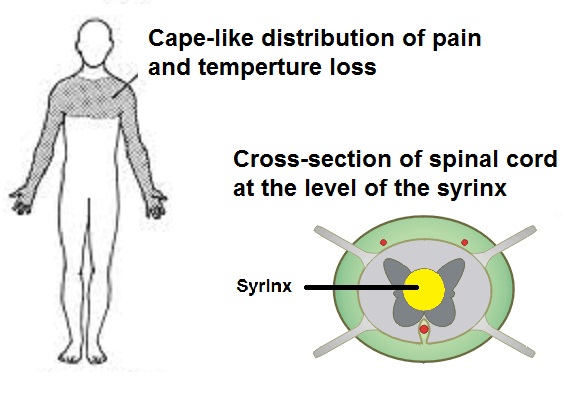 Cape-like distribution of pain
and temperture loss
Cross-section of spinal cord
at the level of the syrinx
Syrinx